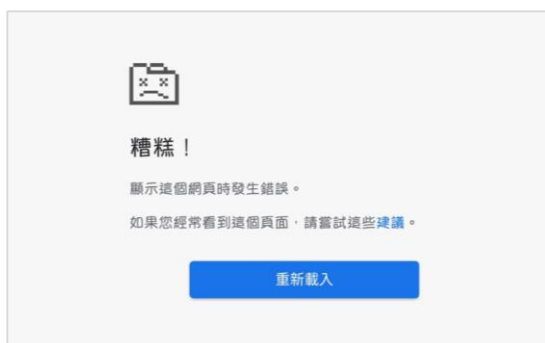 糟糕！
顯示這個網頁時發生錯誤。
如果您經常看到這個頁面，請嘗試這些建議。
重新載入